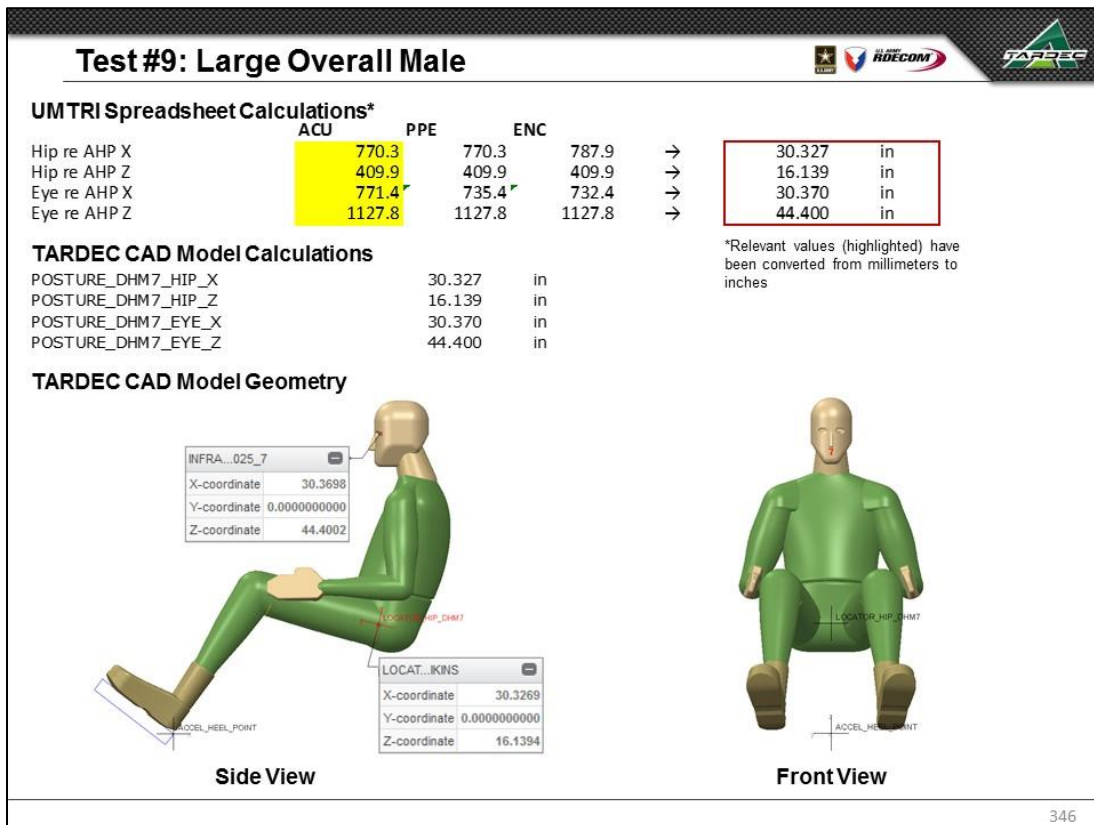 Test #9: Large Overall Male
U.S. ARMY
U.S. ARMY RDECOM
TARDEC
UMTRI Spreadsheet Calculations*
ACU PPE ENC
Hip re AHP X 770.3 770.3 787.9 → 30.327 in
Hip re AHP Z 409.9 409.9 409.9 → 16.139 in
Eye re AHP X 771.4 735.4 732.4 → 30.370 in
Eye re AHP Z 1127.8 1127.8 1127.8 → 44.400 in
*Relevant values (highlighted) have
been converted from millimeters to
inches
TARDEC CAD Model Calculations
POSTURE_DHM7_HIP_X 30.327 in
POSTURE_DHM7_HIP_Z 16.139 in
POSTURE_DHM7_EYE_X 30.370 in
POSTURE_DHM7_EYE_Z 44.400 in
TARDEC CAD Model Geometry
INFRA...025_7
X-coordinate 30.3698
Y-coordinate 0.0000000000
Z-coordinate 44.4002
7
LOCATOR_HIP_DHM7
LOCATOR_HIP_DHM7
LOCAT...IKINS
X-coordinate 30.3269
Y-coordinate 0.0000000000
Z-coordinate 16.1394
ACCEL_HEEL_POINT
ACCEL_HEEL_POINT
Side View
Front View
346